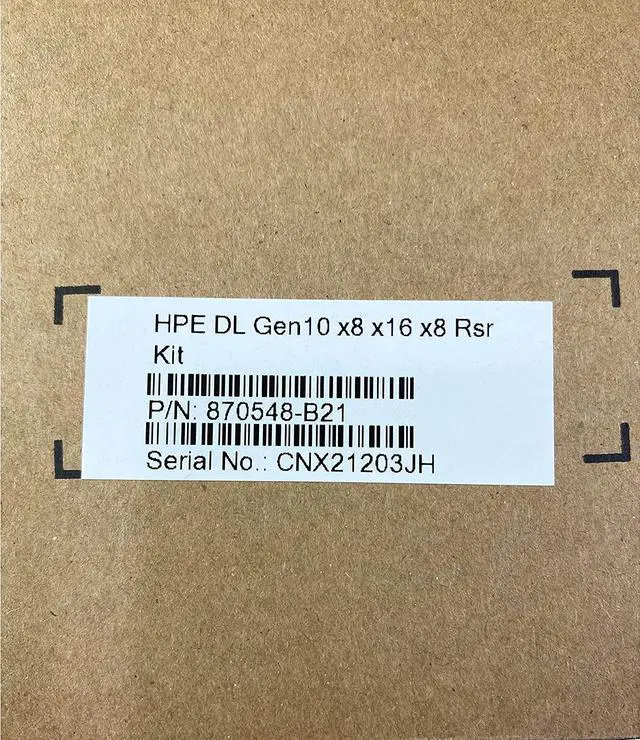 HPE DL Gen10 x8 x16 x8 Rsr
Kit
P/N: 870548-B21
Serial No.: CNX21203JH